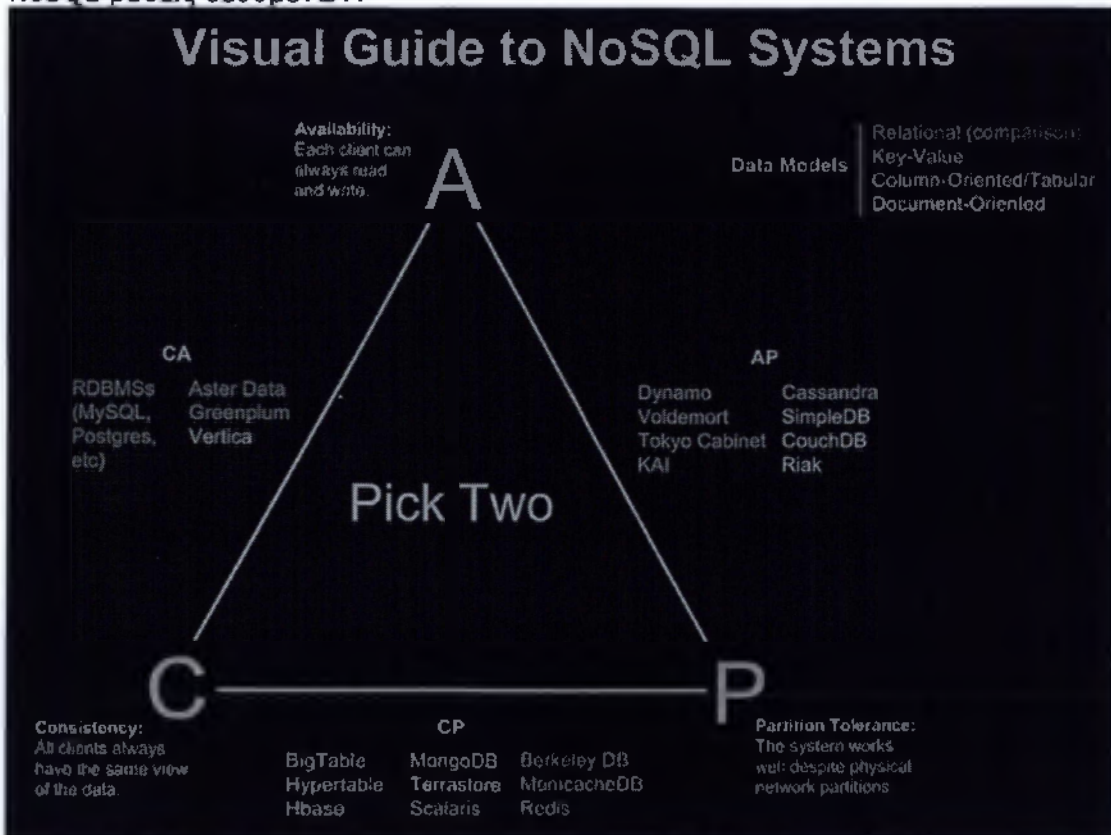 Visual Guide to NoSQL Systems
Availability:
Each client can
always read
and write.
A
Data Models
Relational (comparison)
Key-Value
Column-Oriented/Tabular
Document-Oriented
CA
RDBMSs
(MySQL,
Postgres,
etc)
Aster Data
Greenplum
Vertica
AP
Dynamo
Voldemort
Tokyo Cabinet
KAI
Cassandra
SimpleDB
CouchDB
Riak
Pick Two
C
P
Consistency:
All clients always
have the same view
of the data.
CP
BigTable
Hypertable
Hbase
MongoDB
Terrastore
Scalaris
Berkeley DB
MemcacheDB
Redis
Partition Tolerance:
The system works
well despite physical
network partitions